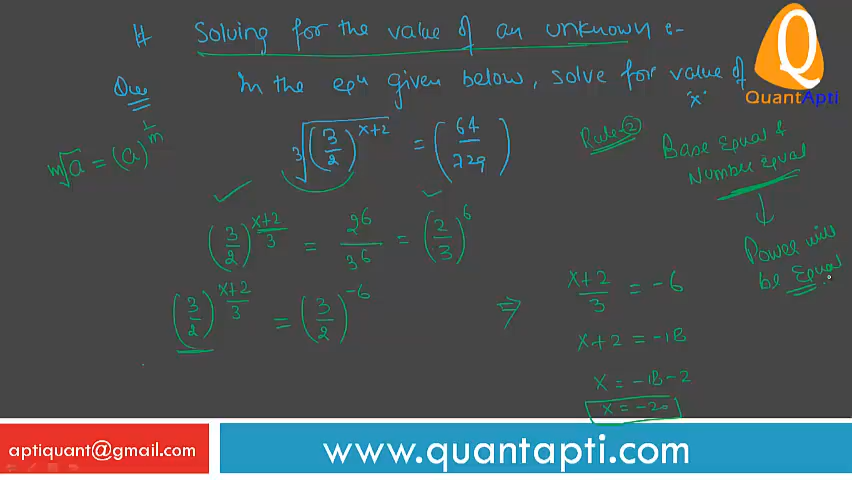 # Solving for the value of an unknown :-
Que In the eqn given below, solve for value of 'x'
QuantApti
∛(3/2)^(x+2) = (64/729)
m√a = (a)^(1/m)
Rule-②
Base Equal &
Number Equal
↓
Power will
be Equal
(3/2)^((x+2)/3) = 2^6/3^6 = (2/3)^6
(3/2)^((x+2)/3) = (3/2)^-6 ⇒ (x+2)/3 = -6
x+2 = -18
x = -18-2
x = -20
aptiquant@gmail.com
www.quantapti.com